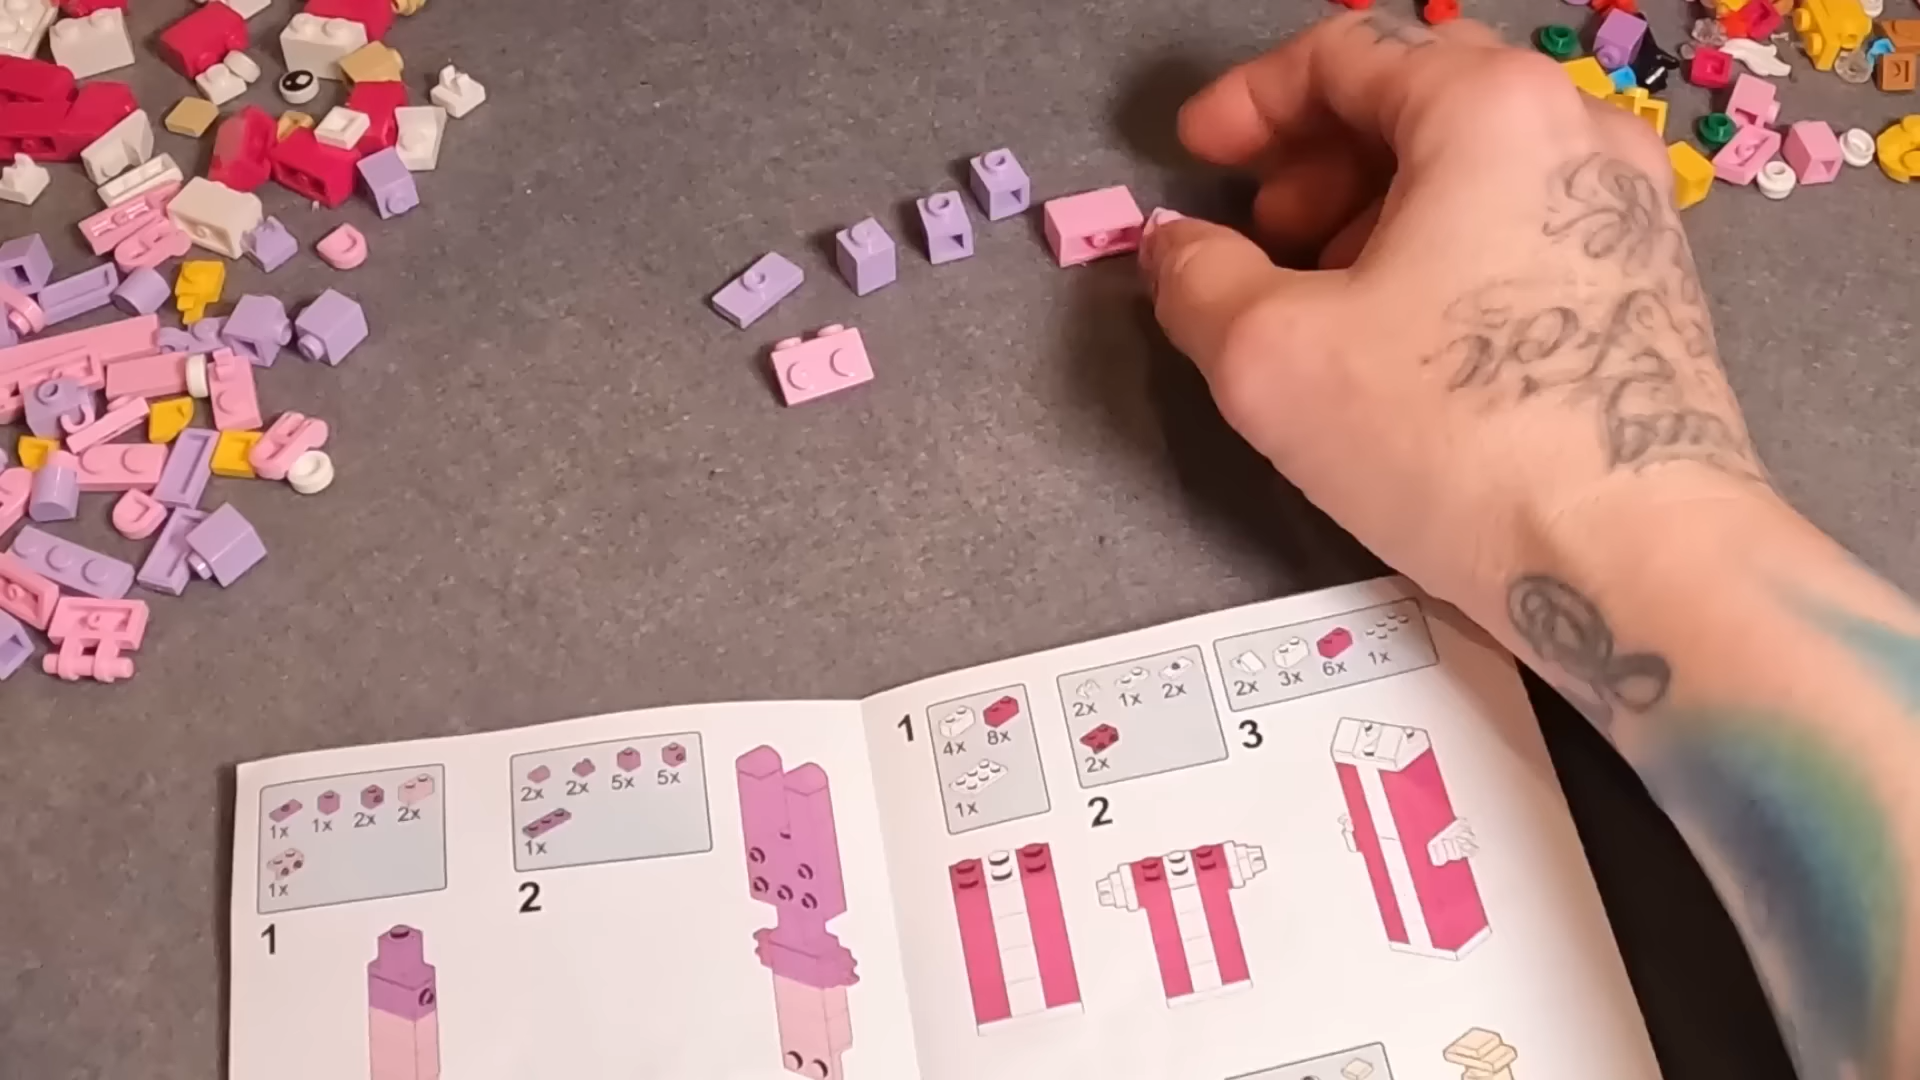 1x 1x 2x 2x
1x
1
2x 2x 5x 5x
1x
2
1
4x 8x
1x
2x 1x 2x
2x
2
2x 3x 6x 1x
3